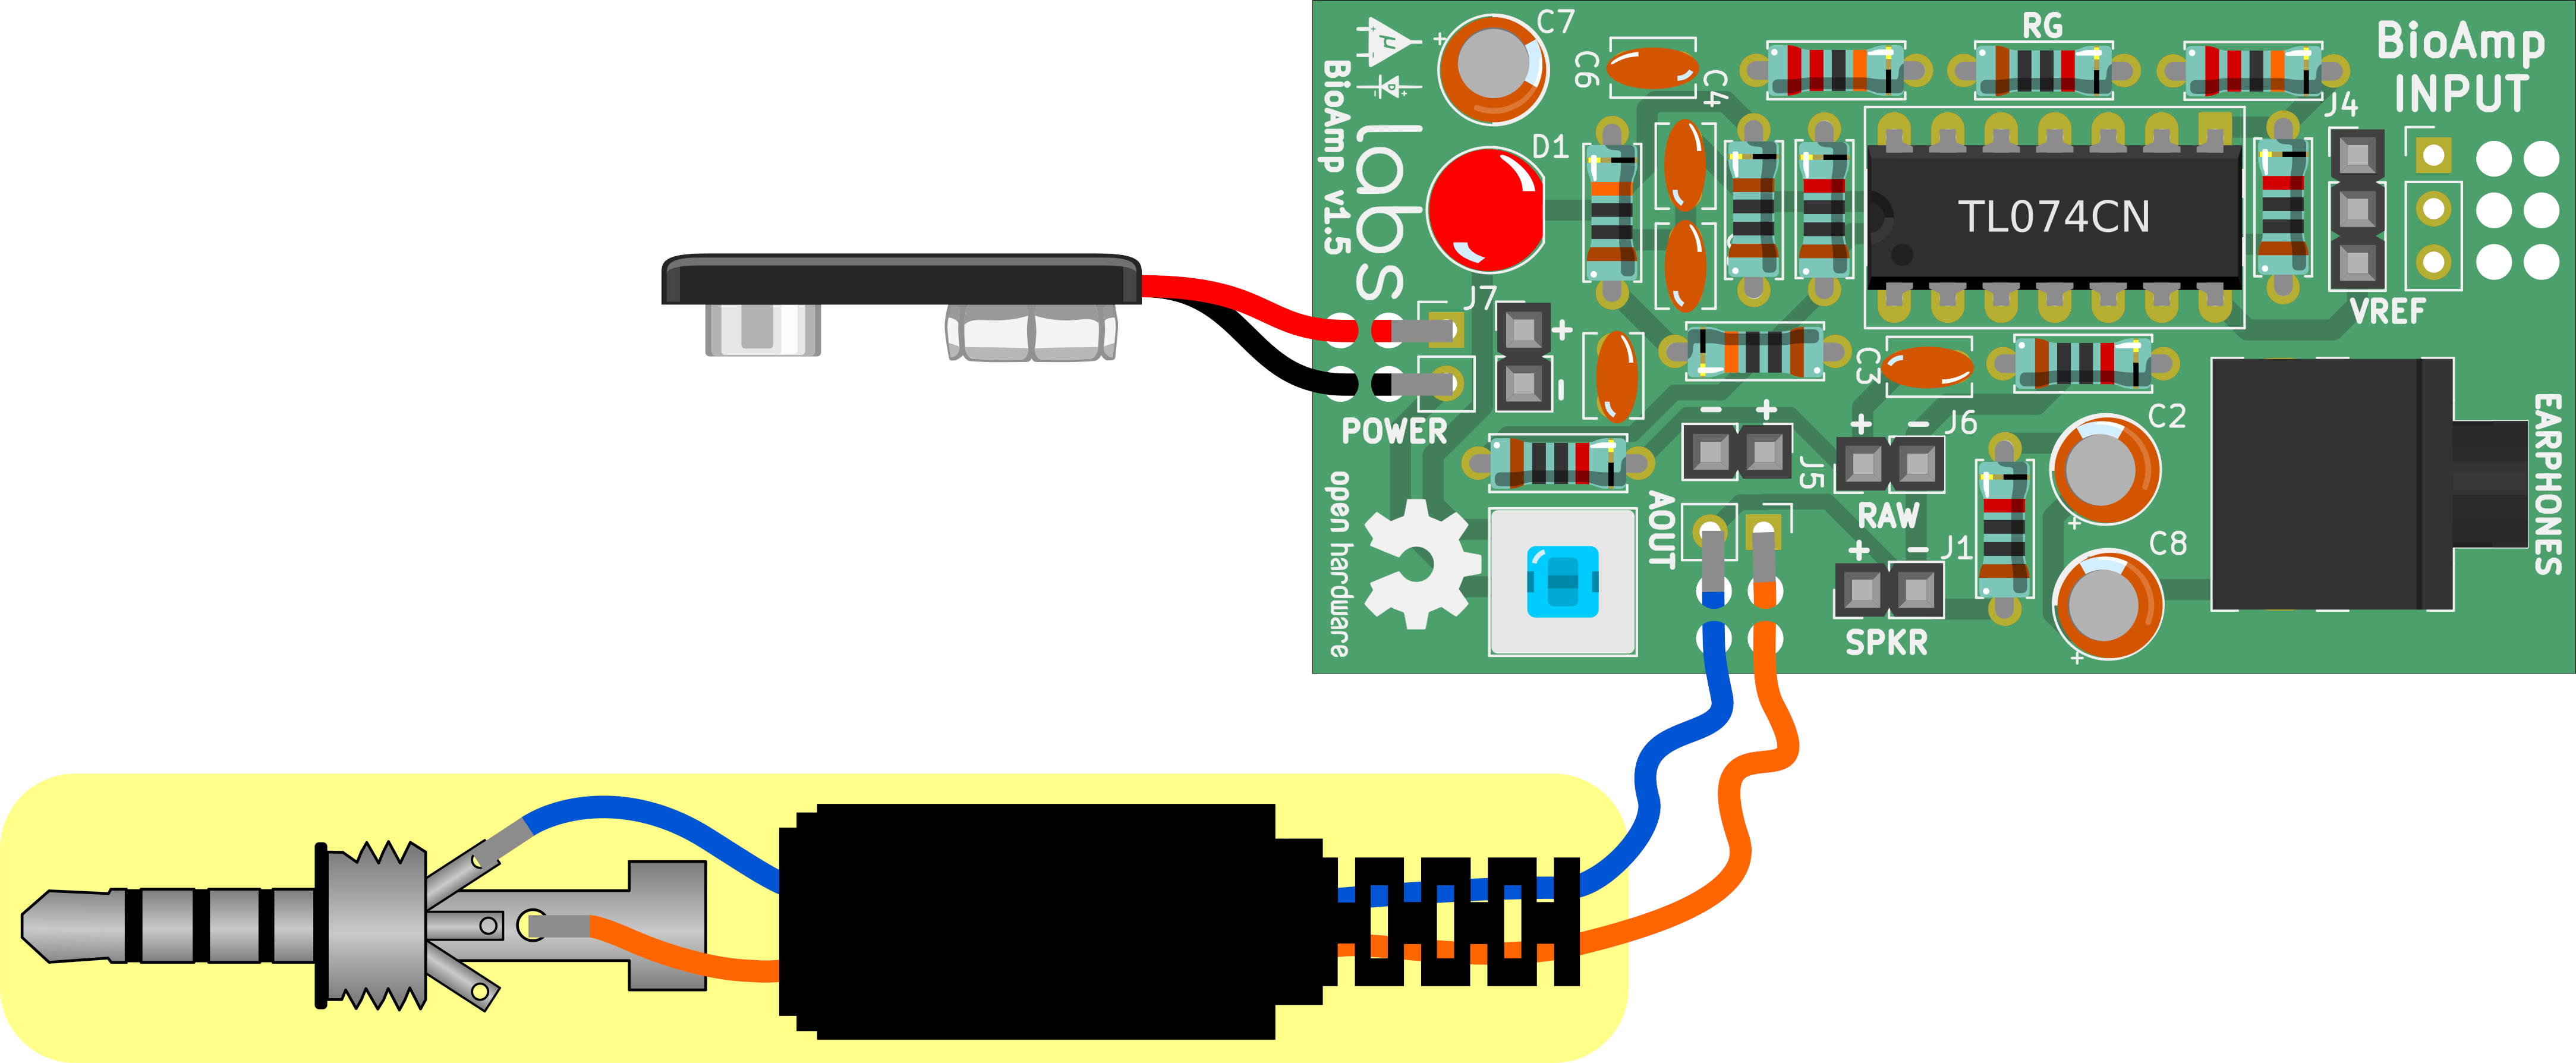 C7
RG
BioAmp
INPUT
C6
C4
J4
BioAmp v1.5
labs
D1
TL074CN
VREF
J7
+
-
POWER
C3
- +
J5
+ -
J6
RAW
C2
EARPHONES
open hardware
AOUT
+ -
J1
SPKR
C8
+
+
+
μ